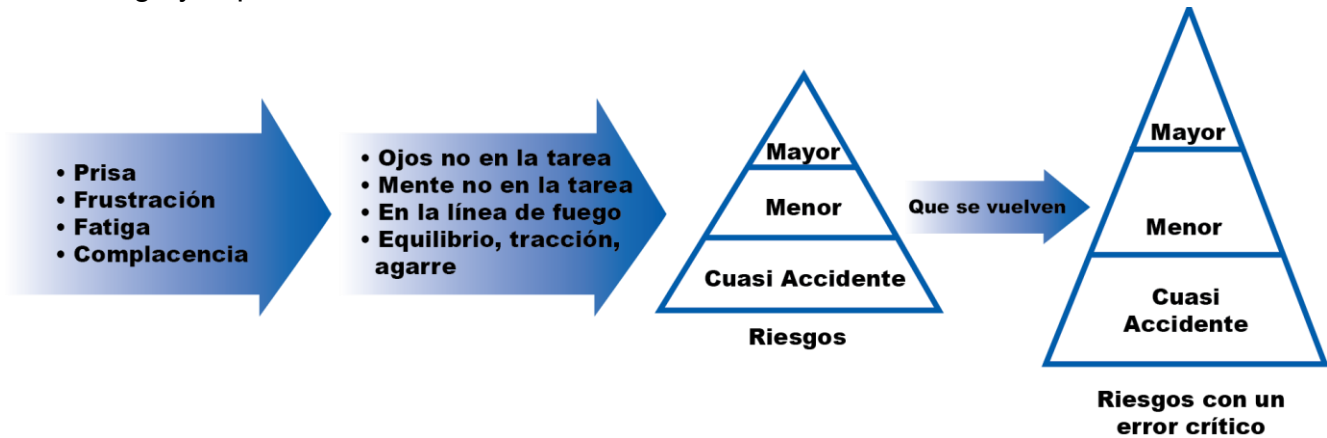 • Prisa
• Frustración
• Fatiga
• Complacencia
• Ojos no en la tarea
• Mente no en la tarea
• En la línea de fuego
• Equilibrio, tracción,
agarre
Mayor
Menor
Cuasi Accidente
Riesgos
Que se vuelven
Mayor
Menor
Cuasi
Accidente
Riesgos con un
error crítico